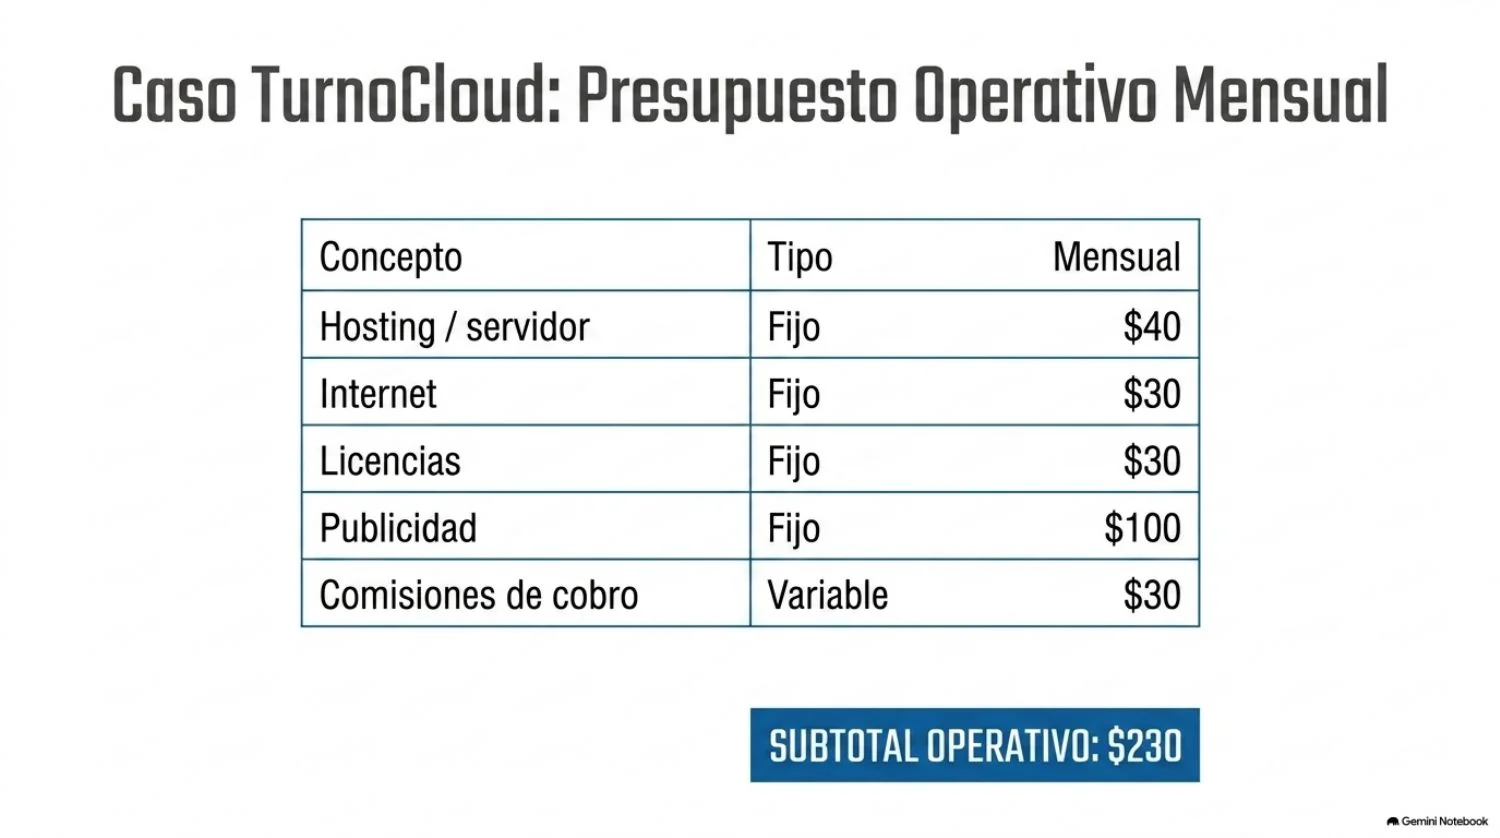 Caso TurnoCloud: Presupuesto Operativo Mensual
Concepto Tipo Mensual
Hosting / servidor Fijo $40
Internet Fijo $30
Licencias Fijo $30
Publicidad Fijo $100
Comisiones de cobro Variable $30
SUBTOTAL OPERATIVO: $230
Gemini Notebook